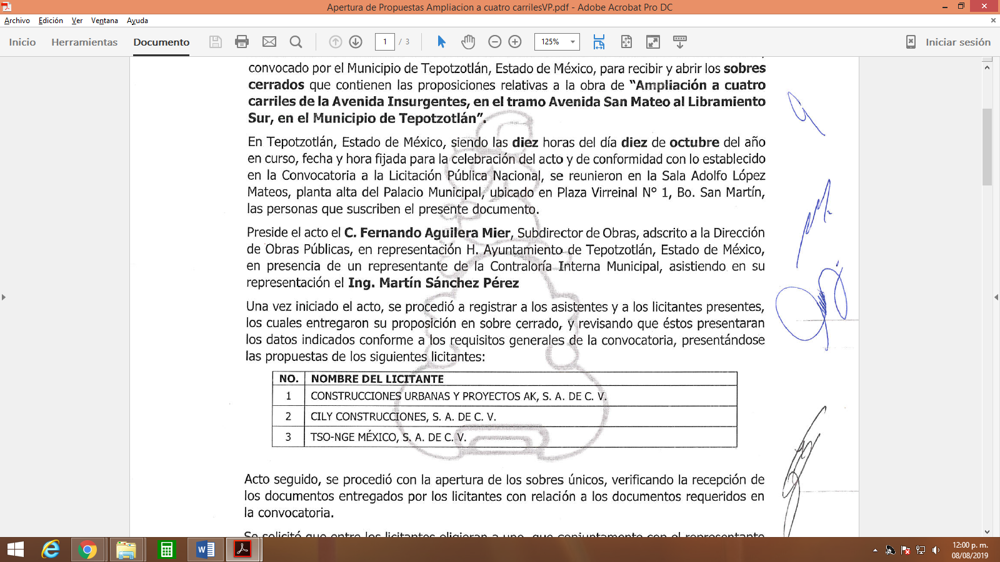 Apertura de Propuestas Ampliacion a cuatro carrilesVP.pdf - Adobe Acrobat Pro DC
Archivo Edición Ver Ventana Ayuda
Inicio Herramientas Documento 1 / 3 125% Iniciar sesión
convocado por el Municipio de Tepotzotlán, Estado de México, para recibir y abrir los sobres
cerrados que contienen las proposiciones relativas a la obra de "Ampliación a cuatro
carriles de la Avenida Insurgentes, en el tramo Avenida San Mateo al Libramiento
Sur, en el Municipio de Tepotzotlán".
En Tepotzotlán, Estado de México, siendo las diez horas del día diez de octubre del año
en curso, fecha y hora fijada para la celebración del acto y de conformidad con lo establecido
en la Convocatoria a la Licitación Pública Nacional, se reunieron en la Sala Adolfo López
Mateos, planta alta del Palacio Municipal, ubicado en Plaza Virreinal N° 1, Bo. San Martín,
las personas que suscriben el presente documento.
Preside el acto el C. Fernando Aguilera Mier, Subdirector de Obras, adscrito a la Dirección
de Obras Públicas, en representación H. Ayuntamiento de Tepotzotlán, Estado de México,
en presencia de un representante de la Contraloría Interna Municipal, asistiendo en su
representación el Ing. Martín Sánchez Pérez
Una vez iniciado el acto, se procedió a registrar a los asistentes y a los licitantes presentes,
los cuales entregaron su proposición en sobre cerrado, y revisando que éstos presentaran
los datos indicados conforme a los requisitos generales de la convocatoria, presentándose
las propuestas de los siguientes licitantes:
NO. NOMBRE DEL LICITANTE
1 CONSTRUCCIONES URBANAS Y PROYECTOS AK, S. A. DE C. V.
2 CILY CONSTRUCCIONES, S. A. DE C. V.
3 TSO-NGE MÉXICO, S. A. DE C. V.
Acto seguido, se procedió con la apertura de los sobres únicos, verificando la recepción de
los documentos entregados por los licitantes con relación a los documentos requeridos en
la convocatoria.
Se solicitó que entre los licitantes eligieran a uno, que conjuntamente con el representante
12:00 p. m.
08/08/2019